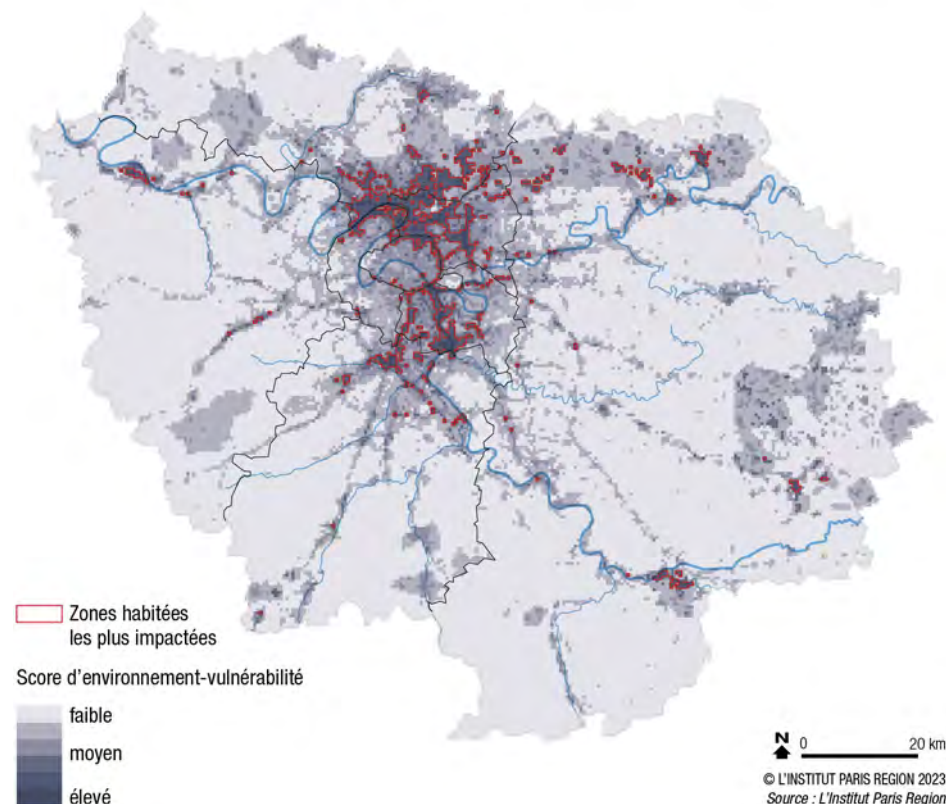 Zones habitées
les plus impactées
Score d'environnement-vulnérabilité
faible
moyen
élevé
N
0 20 km
© L'INSTITUT PARIS REGION 2023
Source : L'Institut Paris Region